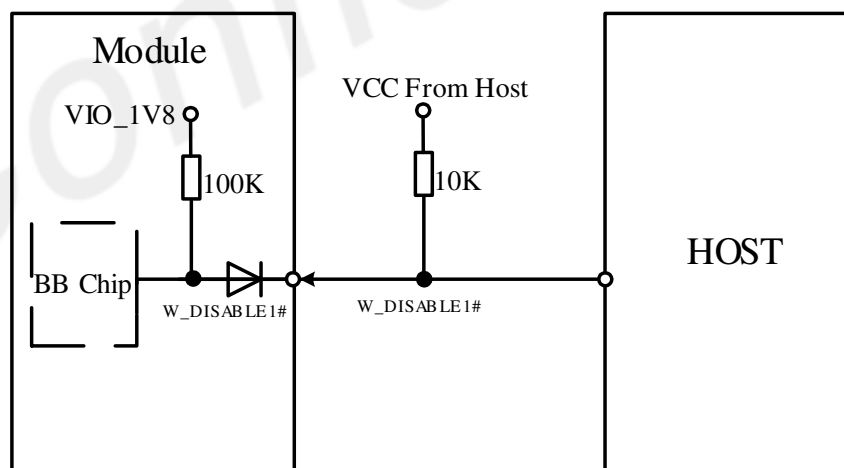 Module
VCC From Host
VIO_1V8
100K
10K
HOST
BB Chip
W_DISABLE1#
W_DISABLE1#